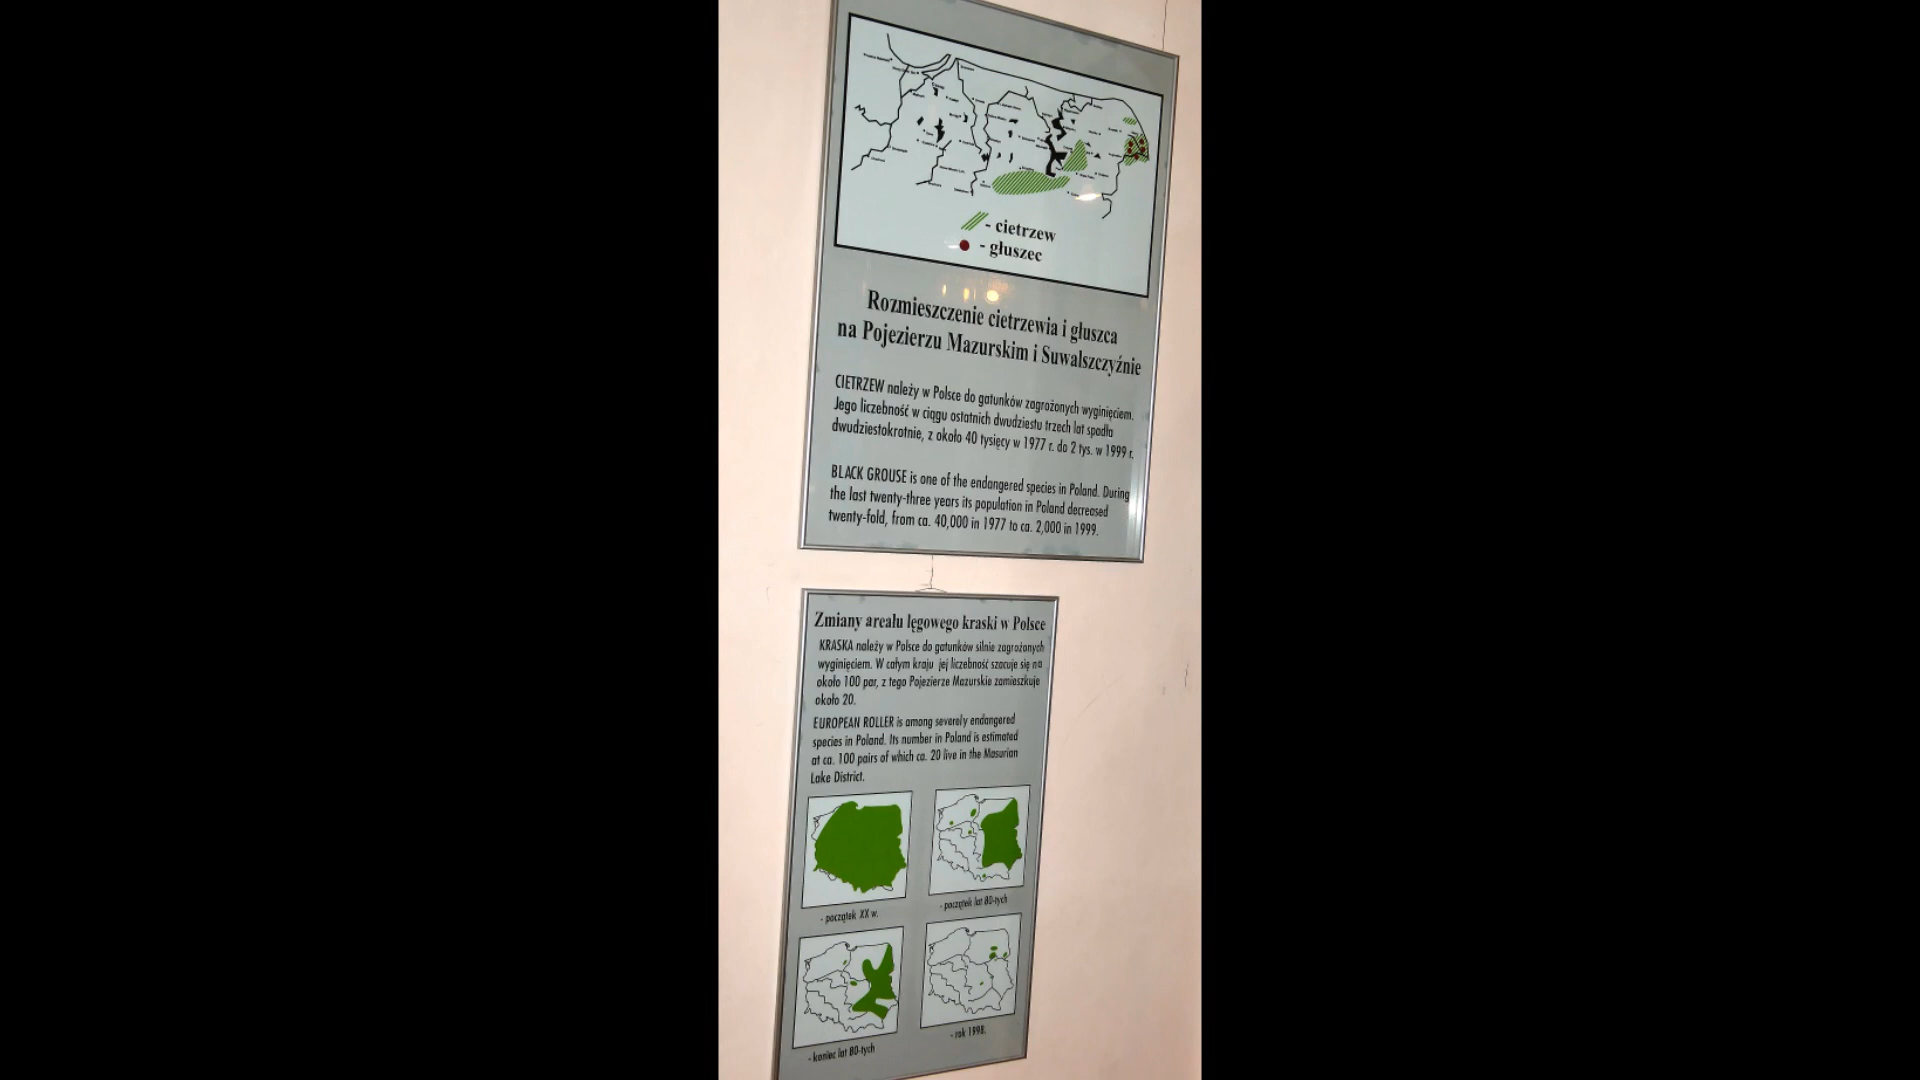 - cietrzew
- głuszec
Rozmieszczenie cietrzewia i głuszca
na Pojezierzu Mazurskim i Suwalszczyźnie
CIETRZEW należy w Polsce do gatunków zagrożonych wyginięciem.
Jego liczebność w ciągu ostatnich dwudziestu trzech lat spadła
dwudziestokrotnie, z około 40 tysięcy w 1977 r. do 2 tys. w 1999 r.
BLACK GROUSE is one of the endangered species in Poland. During
the last twenty-three years its population in Poland decreased
twenty-fold, from ca. 40,000 in 1977 to ca. 2,000 in 1999.
Zmiany areału lęgowego kraski w Polsce
KRASKA należy w Polsce do gatunków silnie zagrożonych
wyginięciem. W całym kraju jej liczebność szacuje się na
około 100 par, z tego Pojezierze Mazurskie zamieszkuje
około 20.
EUROPEAN ROLLER is among severely endangered
species in Poland. Its number in Poland is estimated
at ca. 100 pairs of which ca. 20 live in the Masurian
Lake District.
- początek XX w.
- początek lat 80-tych
- koniec lat 80-tych
- rok 1998.